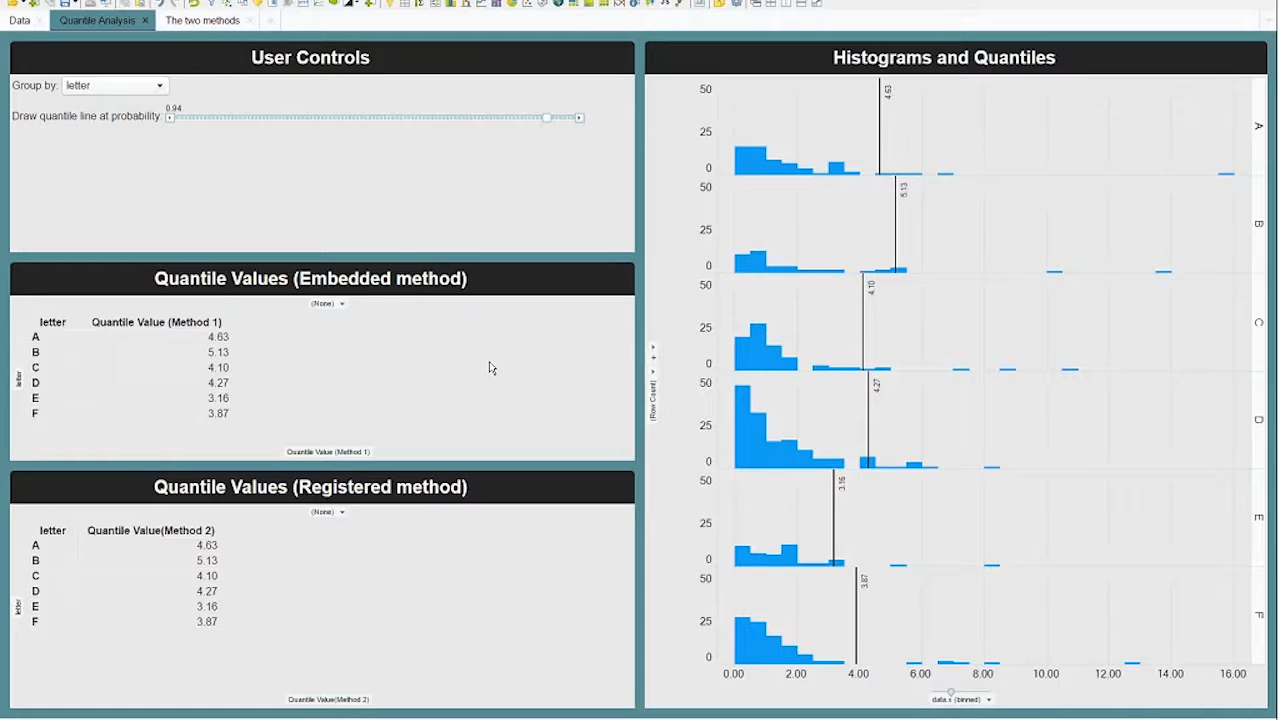 Data
Quantile Analysis
The two methods
User Controls
Group by: letter
0.94
Draw quantile line at probability:
Quantile Values (Embedded method)
(None)
letter Quantile Value (Method 1)
A 4.63
B 5.13
C 4.10
D 4.27
E 3.16
F 3.87
letter
Quantile Value (Method 1)
Quantile Values (Registered method)
(None)
letter Quantile Value(Method 2)
A 4.63
B 5.13
C 4.10
D 4.27
E 3.16
F 3.87
letter
Quantile Value(Method 2)
Histograms and Quantiles
(Row Count)
50
25
0
4.63
A
50
25
0
5.13
B
50
25
0
4.10
C
50
25
0
4.27
D
50
25
0
3.16
E
50
25
0
3.87
F
0.00 2.00 4.00 6.00 8.00 10.00 12.00 14.00 16.00
data.x (binned)